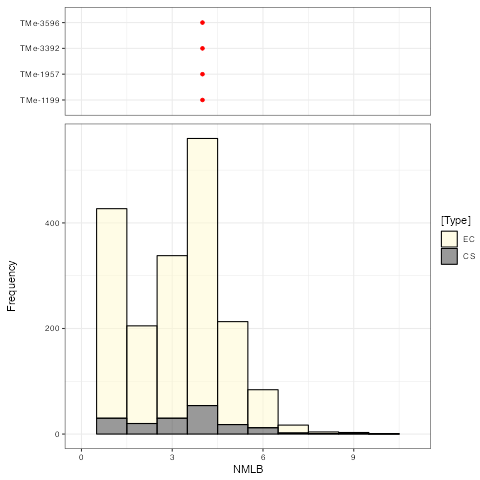 TMe-3596
TMe-3392
TMe-1957
TMe-1199
Frequency
400
200
0
0 3 6 9
NMLB
[Type]
EC
CS